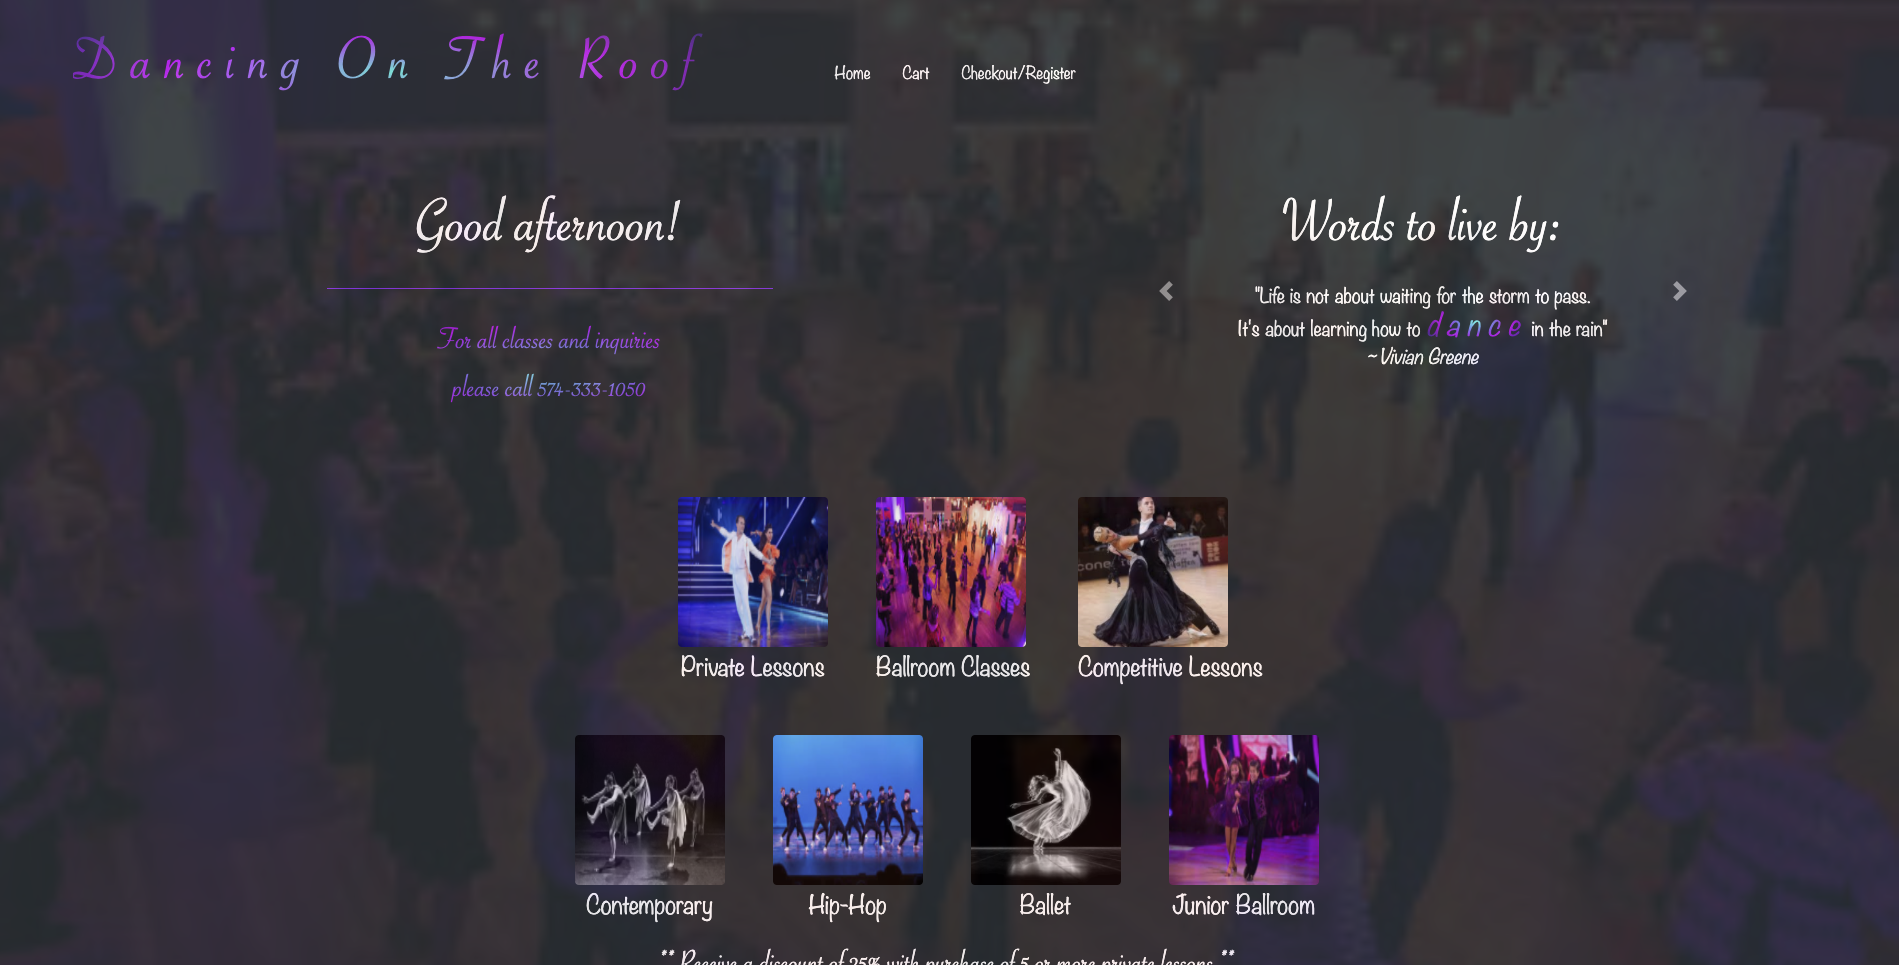 Dancing On The Roof
Home Cart Checkout/Register
Good afternoon!
For all classes and inquiries
please call 574-333-1050
Words to live by:
"Life is not about waiting for the storm to pass.
It's about learning how to dance in the rain"
~Vivian Greene
Private Lessons Ballroom Classes Competitive Lessons
Contemporary Hip-Hop Ballet Junior Ballroom
** Receive a discount of 25% with purchase of 5 or more private lessons **